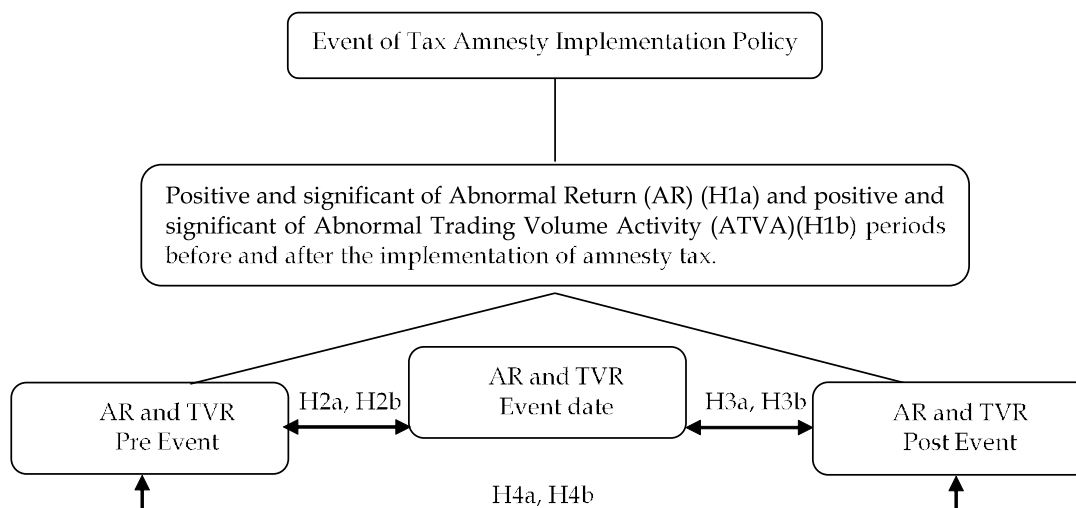 Event of Tax Amnesty Implementation Policy
Positive and significant of Abnormal Return (AR) (H1a) and positive and
significant of Abnormal Trading Volume Activity (ATVA)(H1b) periods
before and after the implementation of amnesty tax.
AR and TVR
Pre Event
H2a, H2b
AR and TVR
Event date
H3a, H3b
AR and TVR
Post Event
H4a, H4b